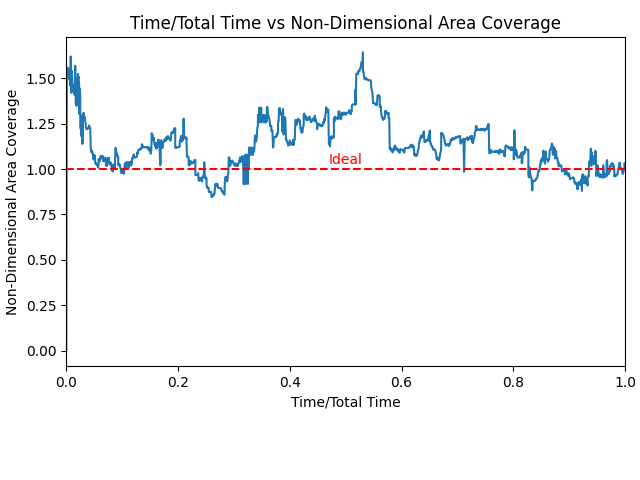 Time/Total Time vs Non-Dimensional Area Coverage
Non-Dimensional Area Coverage
1.50
1.25
1.00
0.75
0.50
0.25
0.00
Ideal
0.0 0.2 0.4 0.6 0.8 1.0
Time/Total Time